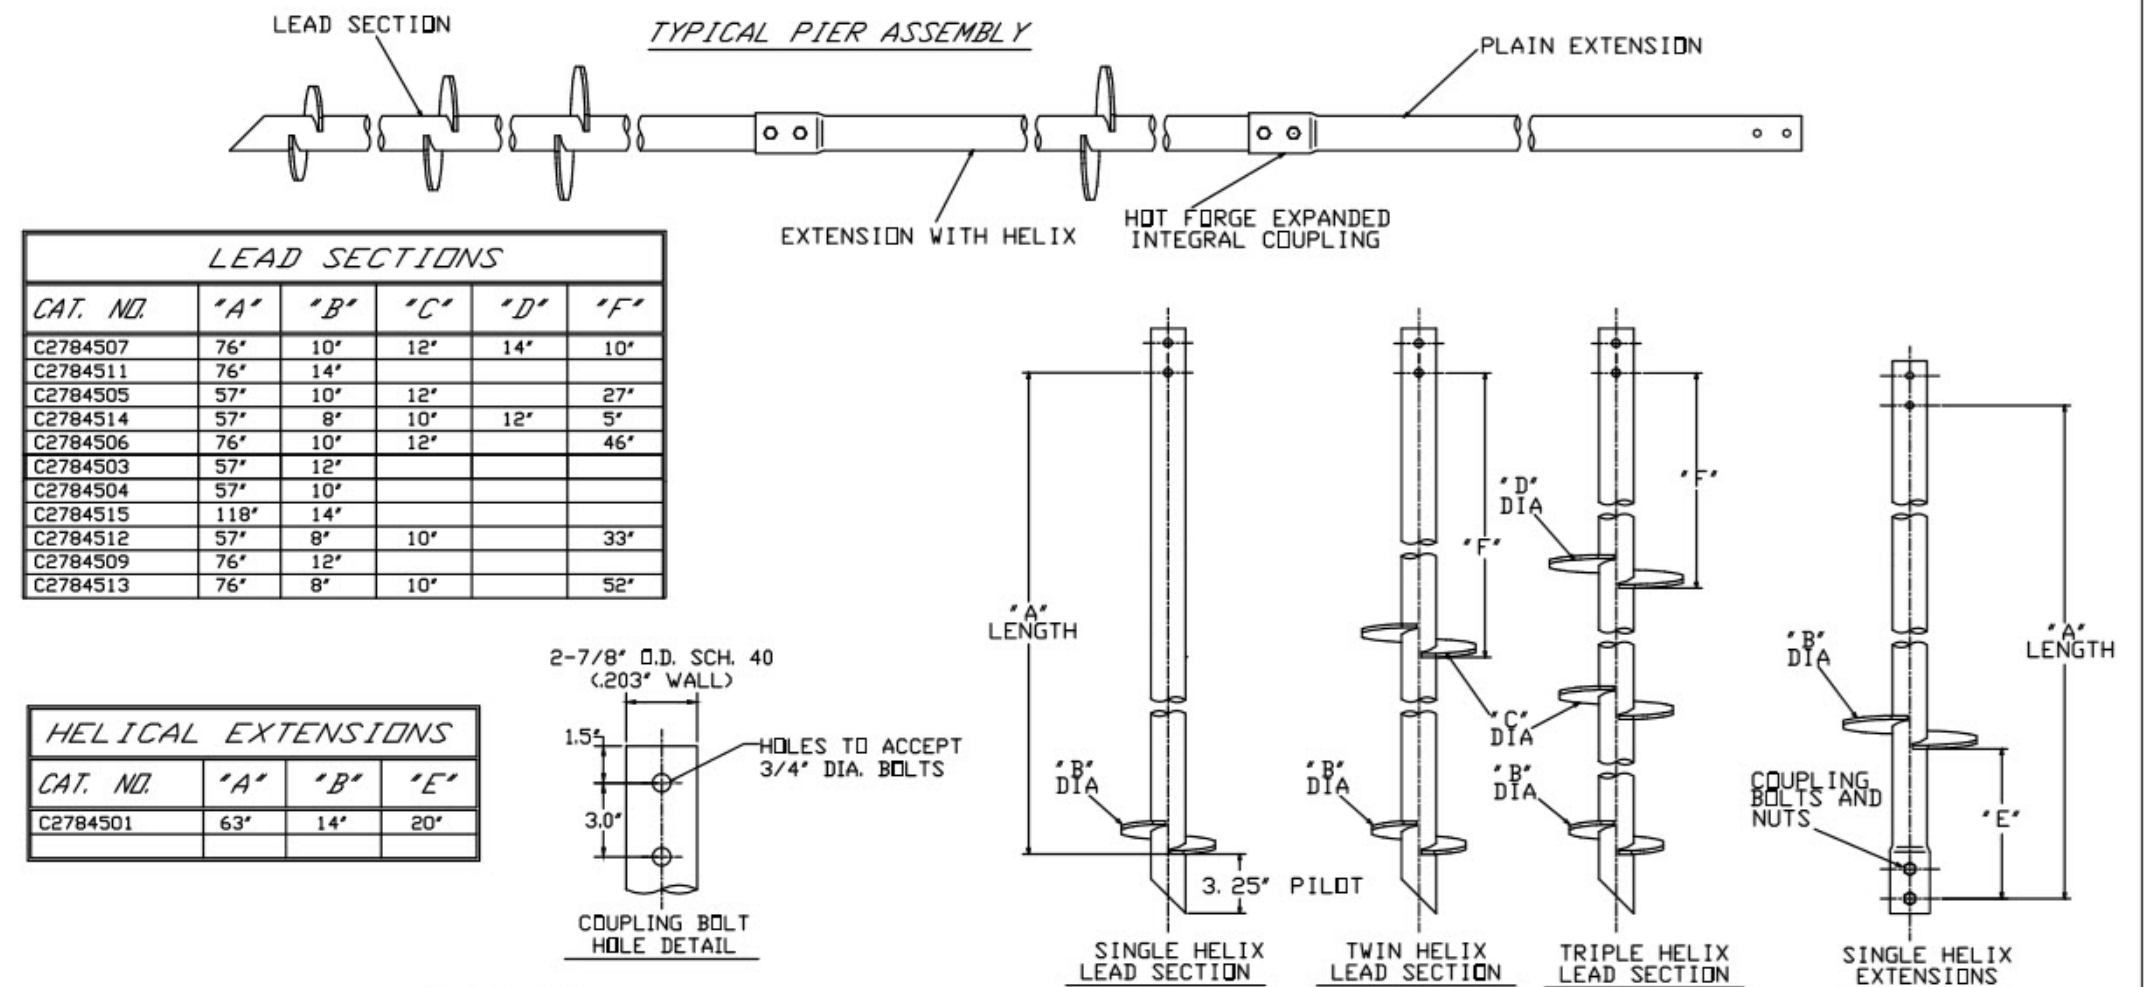 LEAD SECTION
TYPICAL PIER ASSEMBLY
PLAIN EXTENSION
EXTENSION WITH HELIX
HOT FORGE EXPANDED
INTEGRAL COUPLING
LEAD SECTIONS
CAT. NO. "A" "B" "C" "D" "F"
C2784507 76" 10" 12" 14" 10"
C2784511 76" 14"
C2784505 57" 10" 12" 27"
C2784514 57" 8" 10" 12" 5"
C2784506 76" 10" 12" 46"
C2784503 57" 12"
C2784504 57" 10"
C2784515 118" 14"
C2784512 57" 8" 10" 33"
C2784509 76" 12"
C2784513 76" 8" 10" 52"
HELICAL EXTENSIONS
CAT. NO. "A" "B" "E"
C2784501 63" 14" 20"
2-7/8" O.D. SCH. 40
(.203" WALL)
1.5"
HOLES TO ACCEPT
3/4" DIA. BOLTS
3.0"
COUPLING BOLT
HOLE DETAIL
"A"
LENGTH
"B"
DIA
3.25" PILOT
SINGLE HELIX
LEAD SECTION
"F"
"C"
DIA
"B"
DIA
TWIN HELIX
LEAD SECTION
"D"
DIA
"F"
"B"
DIA
TRIPLE HELIX
LEAD SECTION
"B"
DIA
"A"
LENGTH
COUPLING
BOLTS AND
NUTS
"E"
SINGLE HELIX
EXTENSIONS